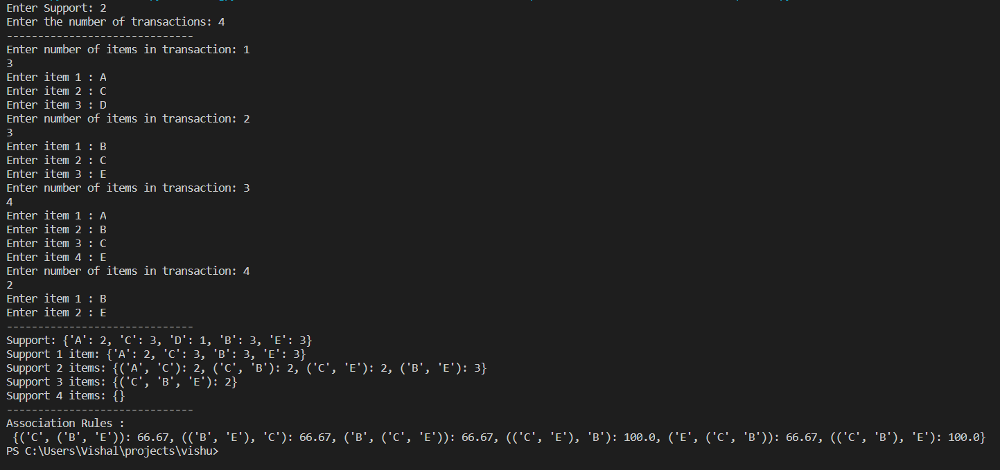 Enter Support: 2
Enter the number of transactions: 4
------------------------------
Enter number of items in transaction: 1
3
Enter item 1 : A
Enter item 2 : C
Enter item 3 : D
Enter number of items in transaction: 2
3
Enter item 1 : B
Enter item 2 : C
Enter item 3 : E
Enter number of items in transaction: 3
4
Enter item 1 : A
Enter item 2 : B
Enter item 3 : C
Enter item 4 : E
Enter number of items in transaction: 4
2
Enter item 1 : B
Enter item 2 : E
------------------------------
Support: {'A': 2, 'C': 3, 'D': 1, 'B': 3, 'E': 3}
Support 1 item: {'A': 2, 'C': 3, 'B': 3, 'E': 3}
Support 2 items: {('A', 'C'): 2, ('C', 'B'): 2, ('C', 'E'): 2, ('B', 'E'): 3}
Support 3 items: {('C', 'B', 'E'): 2}
Support 4 items: {}
------------------------------
Association Rules :
 {('C', ('B', 'E')): 66.67, (('B', 'E'), 'C'): 66.67, ('B', ('C', 'E')): 66.67, (('C', 'E'), 'B'): 100.0, ('E', ('C', 'B')): 66.67, (('C', 'B'), 'E'): 100.0}
PS C:\Users\Vishal\projects\vishu>